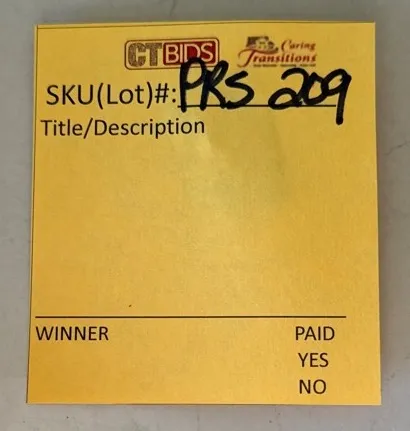 CTBIDS Caring Transitions
SKU(Lot)#: PRS 209
Title/Description
WINNER PAID
YES
NO